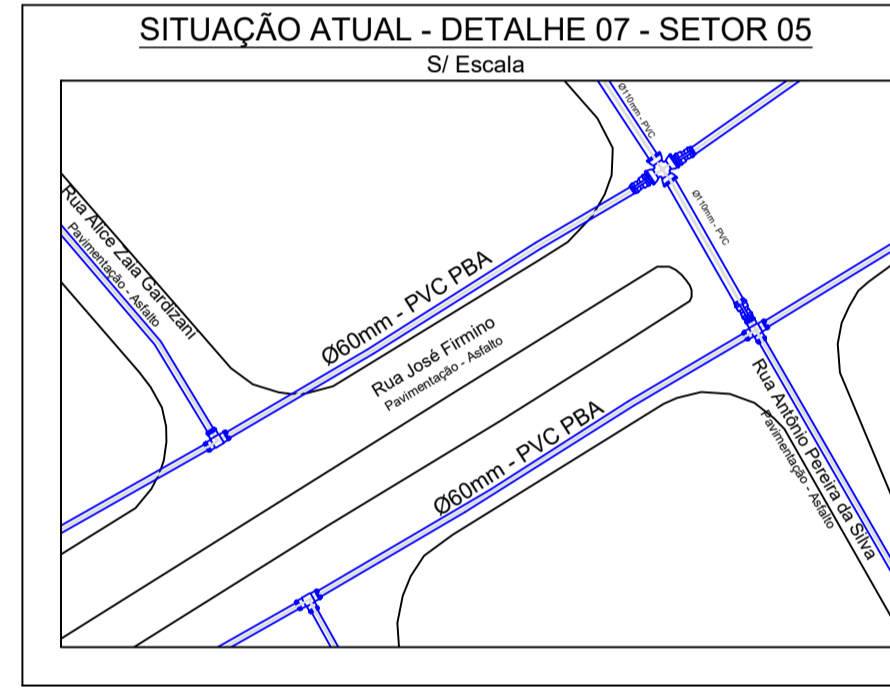 SITUAÇÃO ATUAL - DETALHE 07 - SETOR 05
S/ Escala
Ø110mm - PVC
Ø110mm - PVC
Rua Alice Zaia Gardizani
Pavimentação - Asfalto
Ø60mm - PVC PBA
Rua José Firmino
Pavimentação - Asfalto
Ø60mm - PVC PBA
Rua Antônio Pereira da Silva
Pavimentação - Asfalto